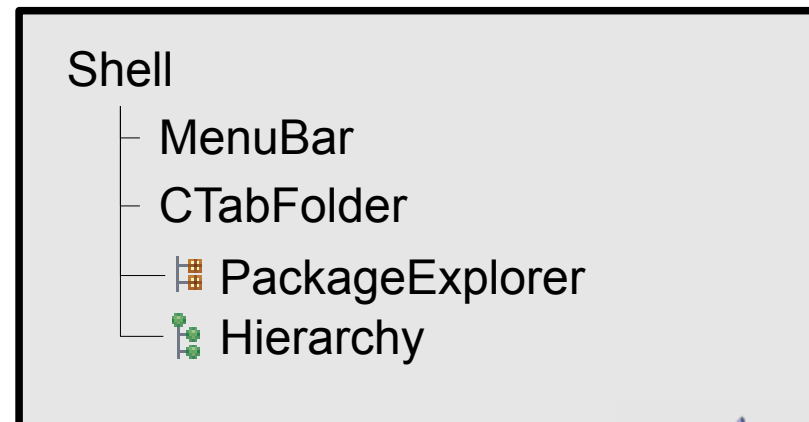 Shell
MenuBar
CTabFolder
PackageExplorer
Hierarchy